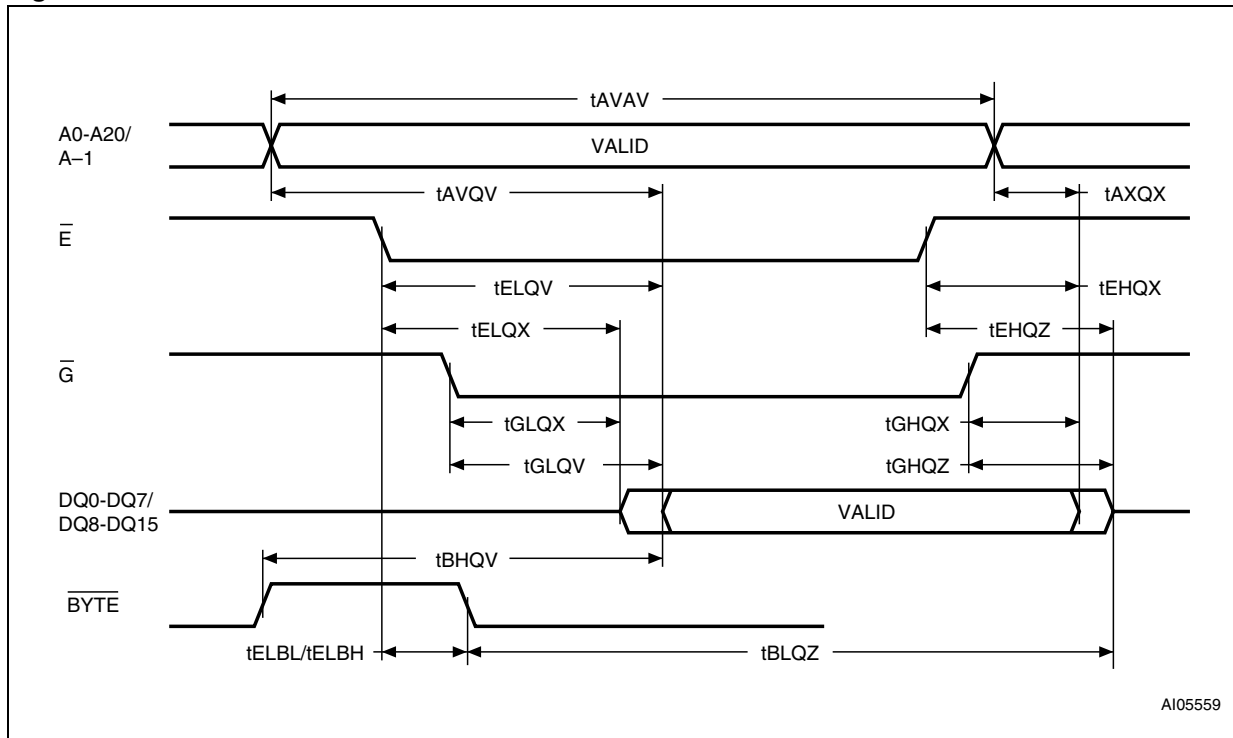 tAVAV
A0-A20/
A–1
VALID
tAVQV
tAXQX
E̅
tELQV
tEHQX
tELQX
tEHQZ
G̅
tGLQX
tGHQX
tGLQV
tGHQZ
DQ0-DQ7/
DQ8-DQ15
VALID
tBHQV
B̅Y̅T̅E̅
tELBL/tELBH
tBLQZ
AI05559